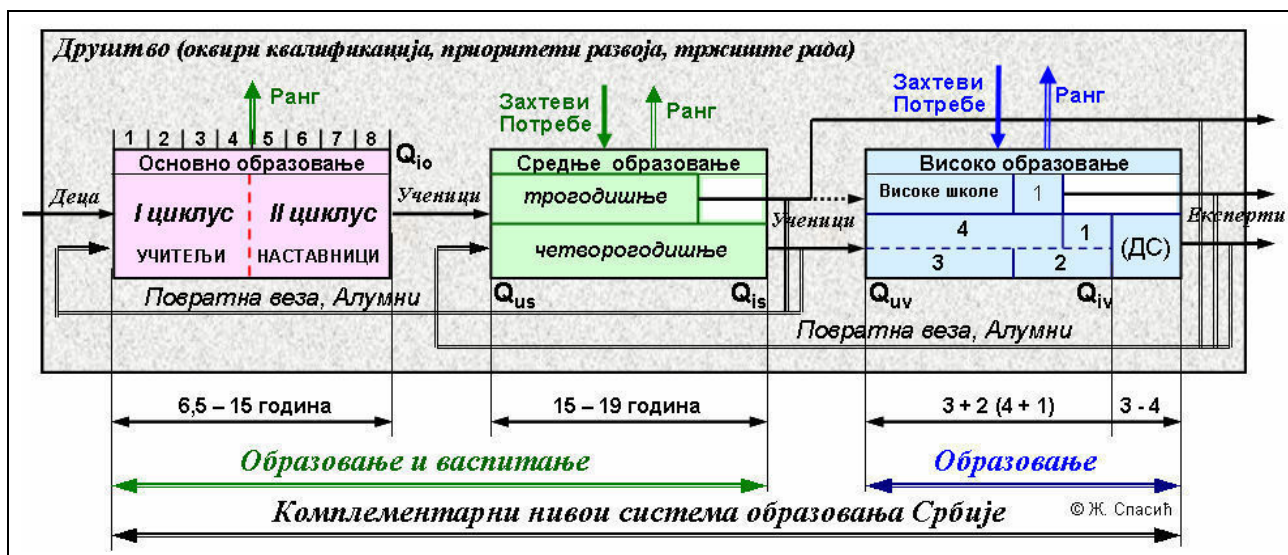 Друштво (оквири квалификација, приоритети развоја, тржиште рада)
Ранг
Захтеви
Потребе
Ранг
Захтеви
Потребе
Ранг
1 2 3 4 5 6 7 8
Qio
Основно образовање
Средње образовање
Високо образовање
Деца
I циклус
II циклус
УЧИТЕЉИ
НАСТАВНИЦИ
Ученици
трогодишње
четворогодишње
Ученици
Високе школе
1
4
1
3
2
(ДС)
Експерти
Qus
Qis
Quv
Qiv
Повратна веза, Алумни
Повратна веза, Алумни
6,5 – 15 година
15 – 19 година
3 + 2 (4 + 1)
3 - 4
Образовање и васпитање
Образовање
Комплементарни нивои система образовања Србије
© Ж. Спасић